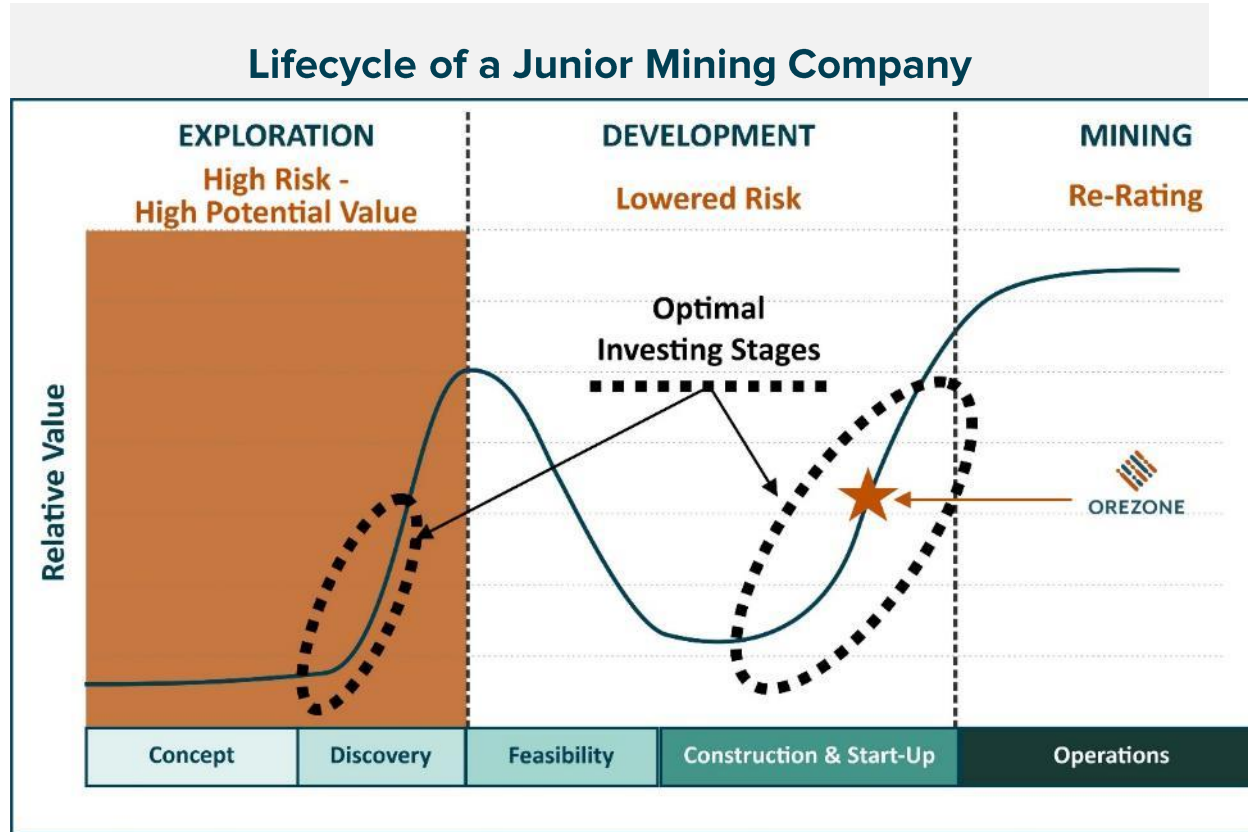 Lifecycle of a Junior Mining Company
EXPLORATION
High Risk -
High Potential Value
DEVELOPMENT
Lowered Risk
MINING
Re-Rating
Optimal
Investing Stages
Relative Value
OREZONE
Concept
Discovery
Feasibility
Construction & Start-Up
Operations